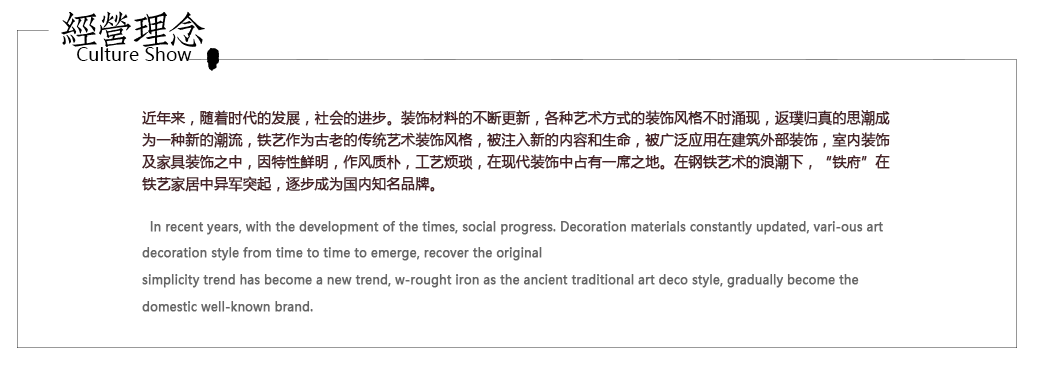 經營理念
Culture Show
近年来，随着时代的发展，社会的进步。装饰材料的不断更新，各种艺术方式的装饰风格不时涌现，返璞归真的思潮成
为一种新的潮流，铁艺作为古老的传统艺术装饰风格，被注入新的内容和生命，被广泛应用在建筑外部装饰，室内装饰
及家具装饰之中，因特性鲜明，作风质朴，工艺烦琐，在现代装饰中占有一席之地。在钢铁艺术的浪潮下，“铁府”在
铁艺家居中异军突起，逐步成为国内知名品牌。
In recent years, with the development of the times, social progress. Decoration materials constantly updated, vari-ous art
decoration style from time to time to emerge, recover the original
simplicity trend has become a new trend, w-rought iron as the ancient traditional art deco style, gradually become the
domestic well-known brand.